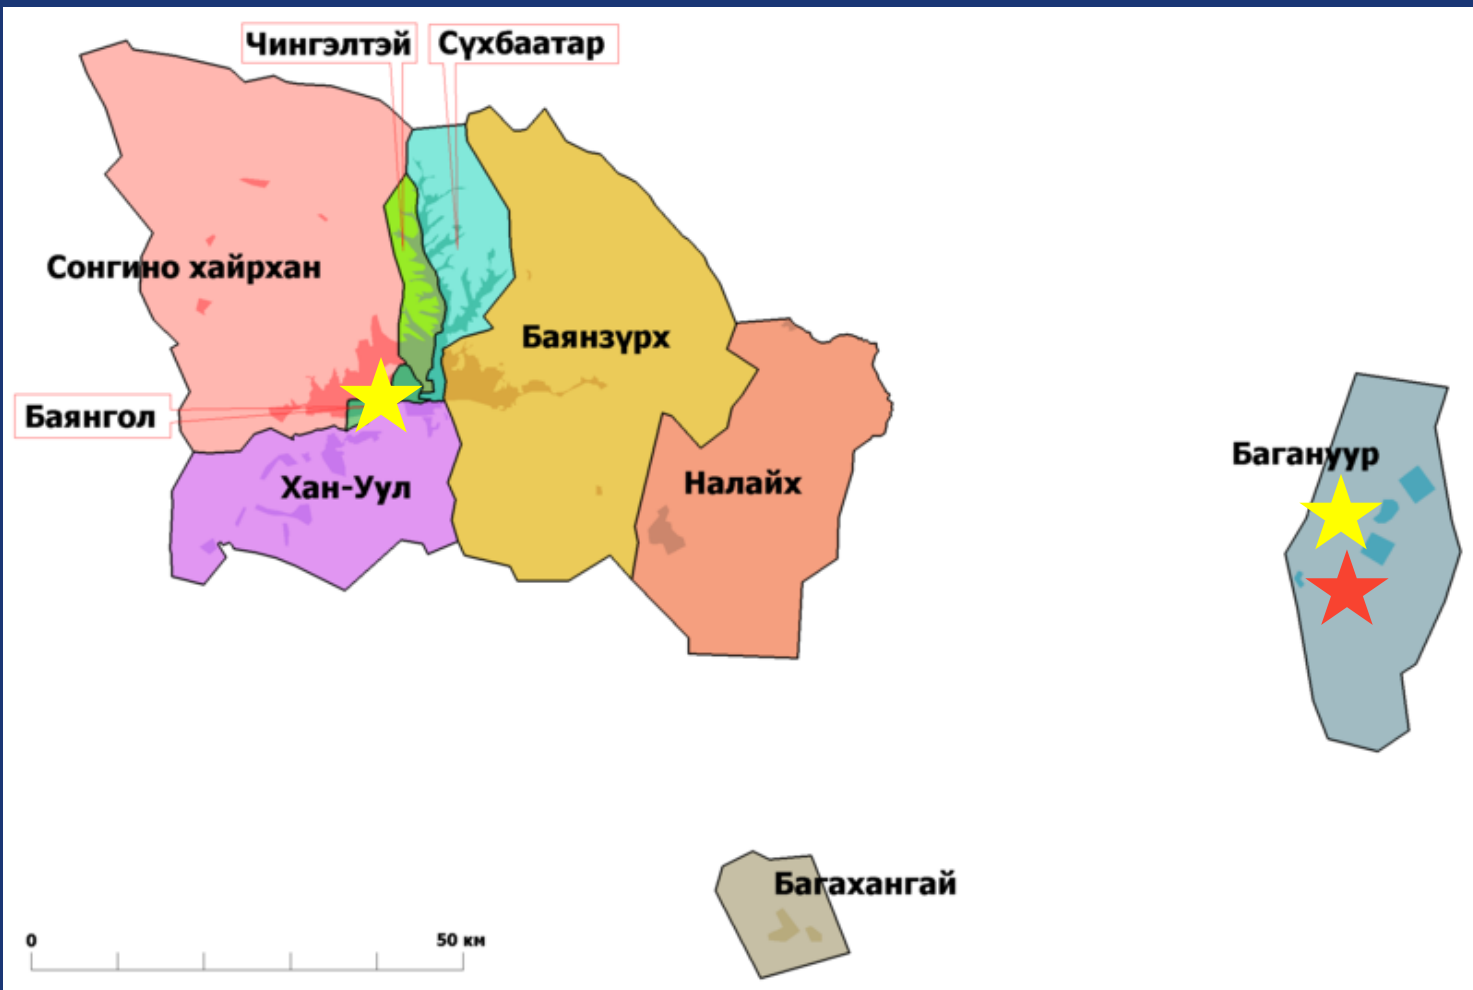 Чингэлтэй
Сүхбаатар
Сонгино хайрхан
Баянзүрх
Баянгол
Багануур
Хан-Уул
Налайх
Багахангай
0
50 км